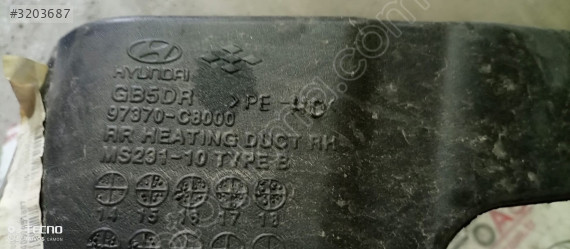 #3203687
HYUNDAI
GB5DR >PE-HD<
97370-C8000
RR HEATING DUCT RH
MS231-10 TYPE B
14 15 16 17 18
TECNO